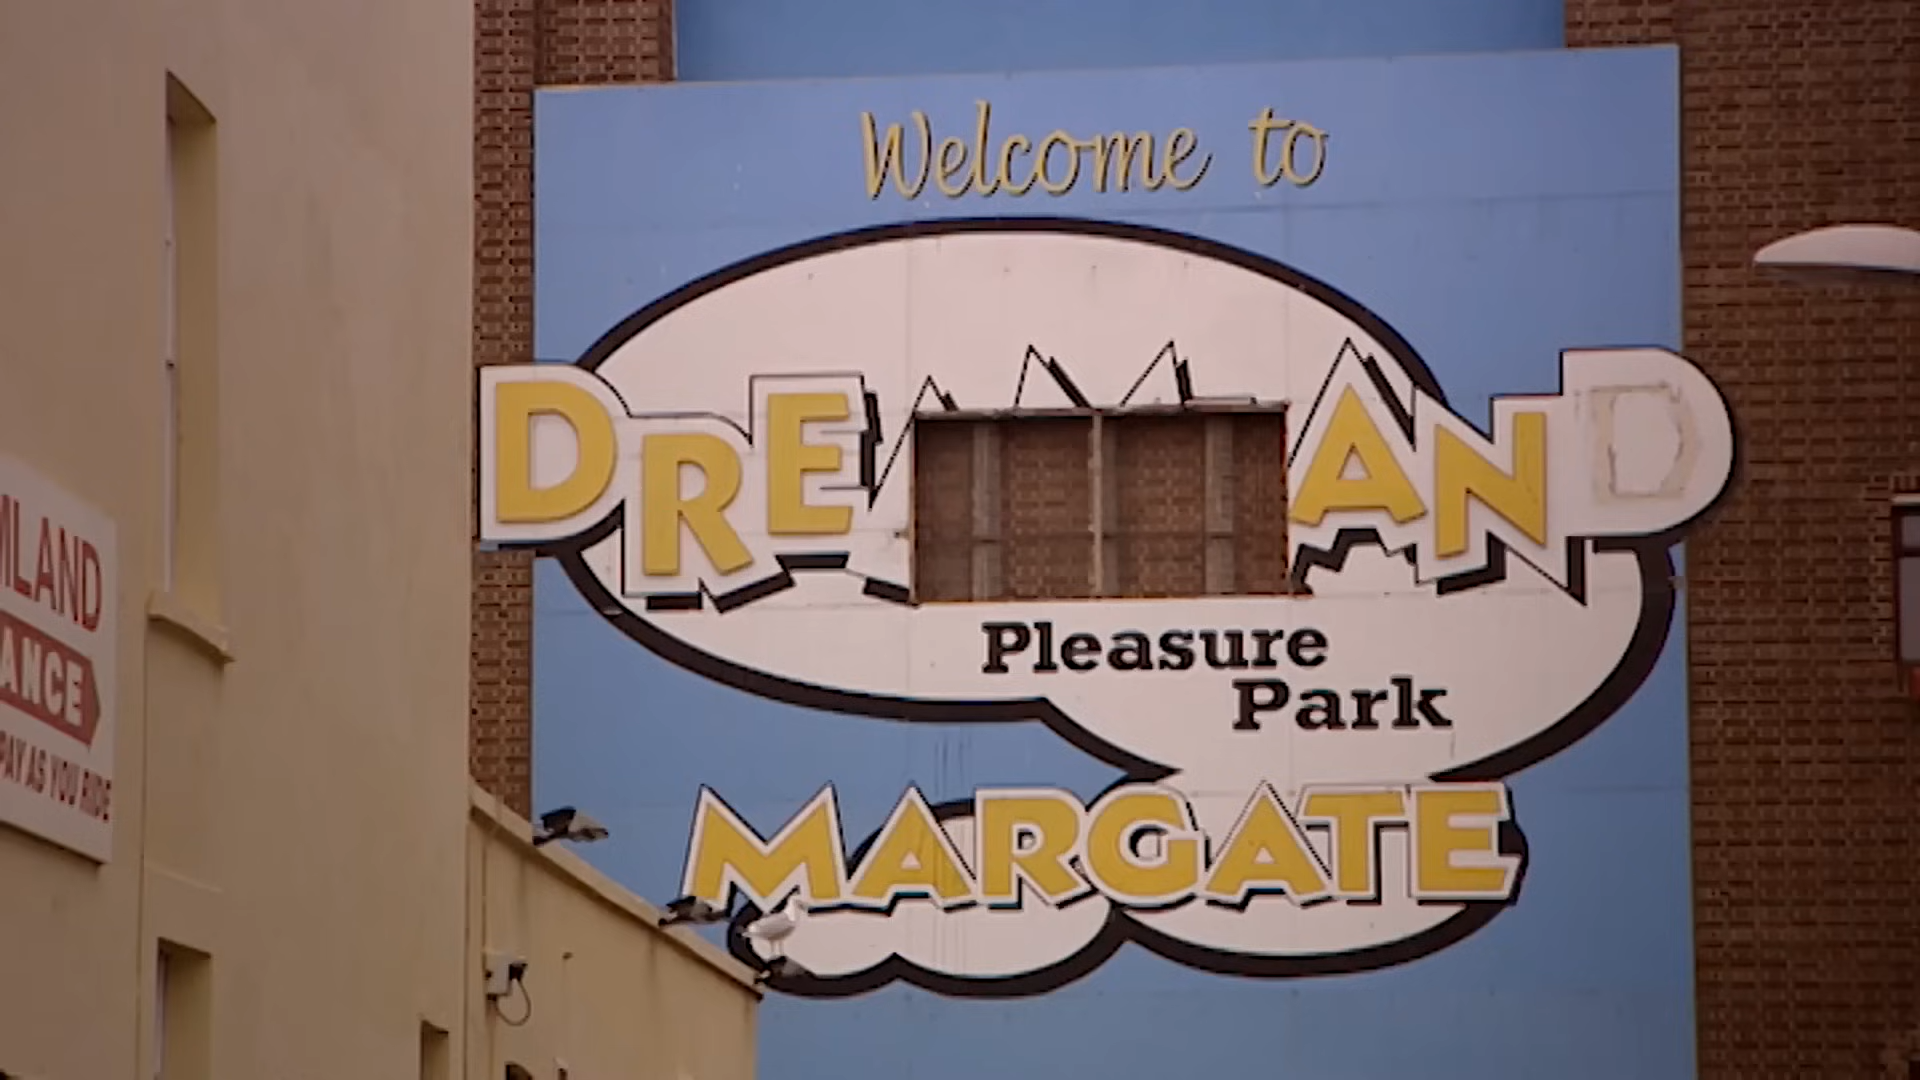 Welcome to
DRE AN
Pleasure
Park
MARGATE
MLAND
ANCE
PAY AS YOU RIDE